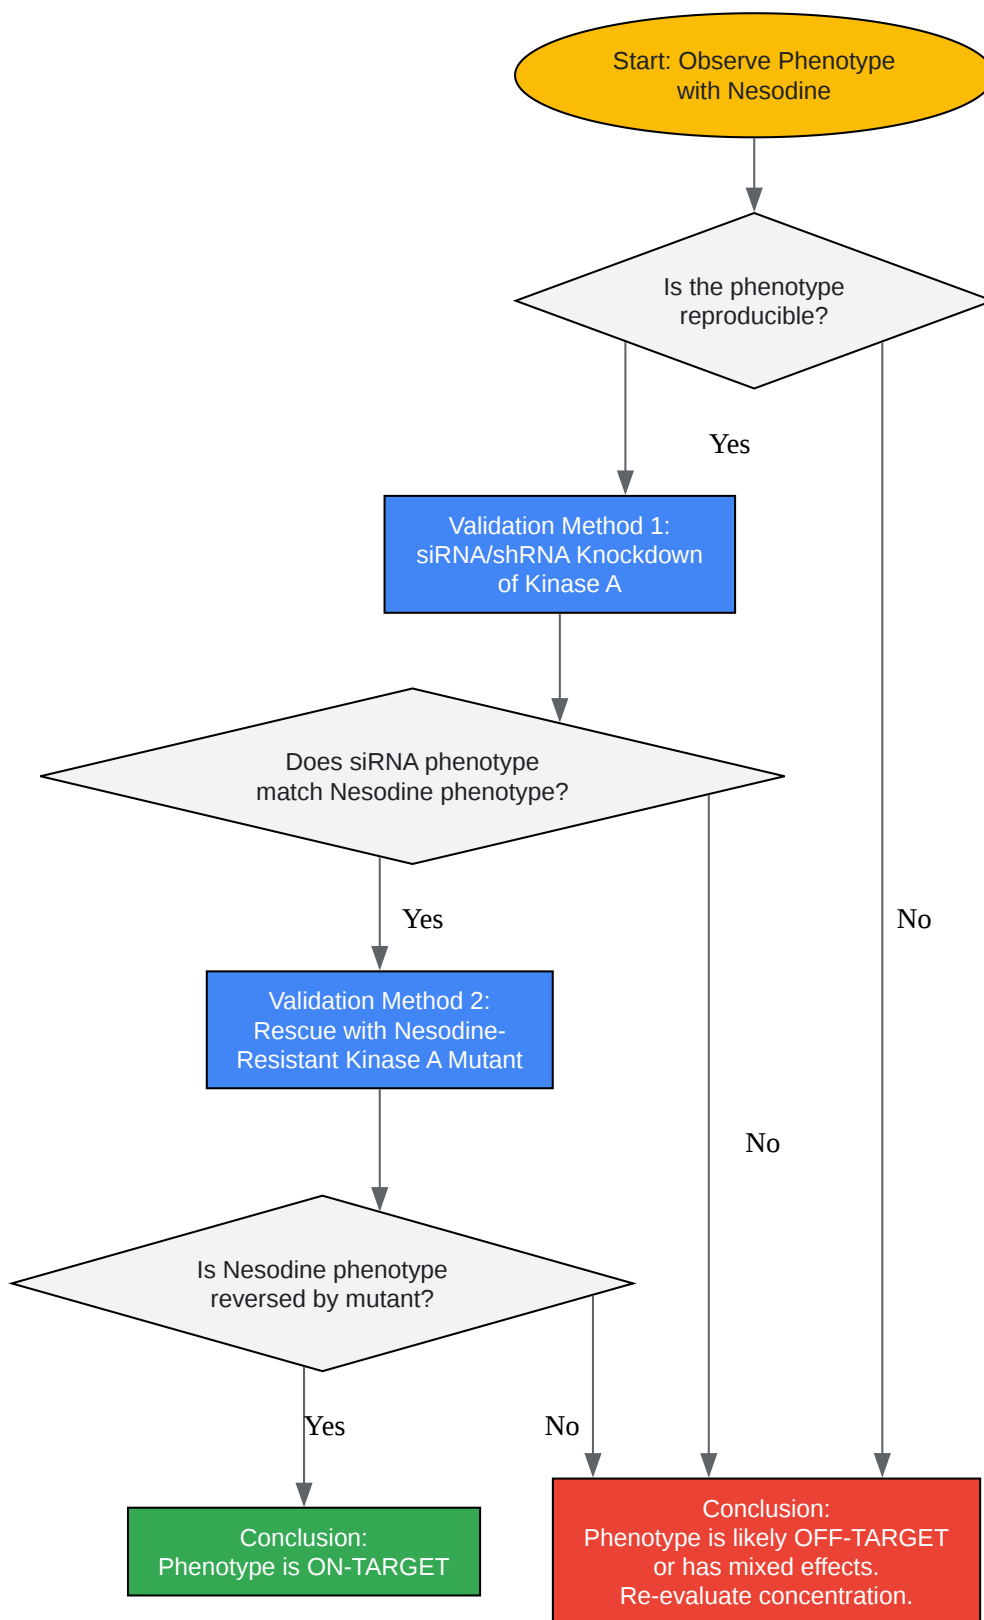 Start: Observe Phenotype
with Nesodine
Is the phenotype
reproducible?
Yes
Validation Method 1:
siRNA/shRNA Knockdown
of Kinase A
Does siRNA phenotype
match Nesodine phenotype?
Yes
No
Validation Method 2:
Rescue with Nesodine-
Resistant Kinase A Mutant
No
Is Nesodine phenotype
reversed by mutant?
Yes
No
Conclusion:
Phenotype is ON-TARGET
Conclusion:
Phenotype is likely OFF-TARGET
or has mixed effects.
Re-evaluate concentration.